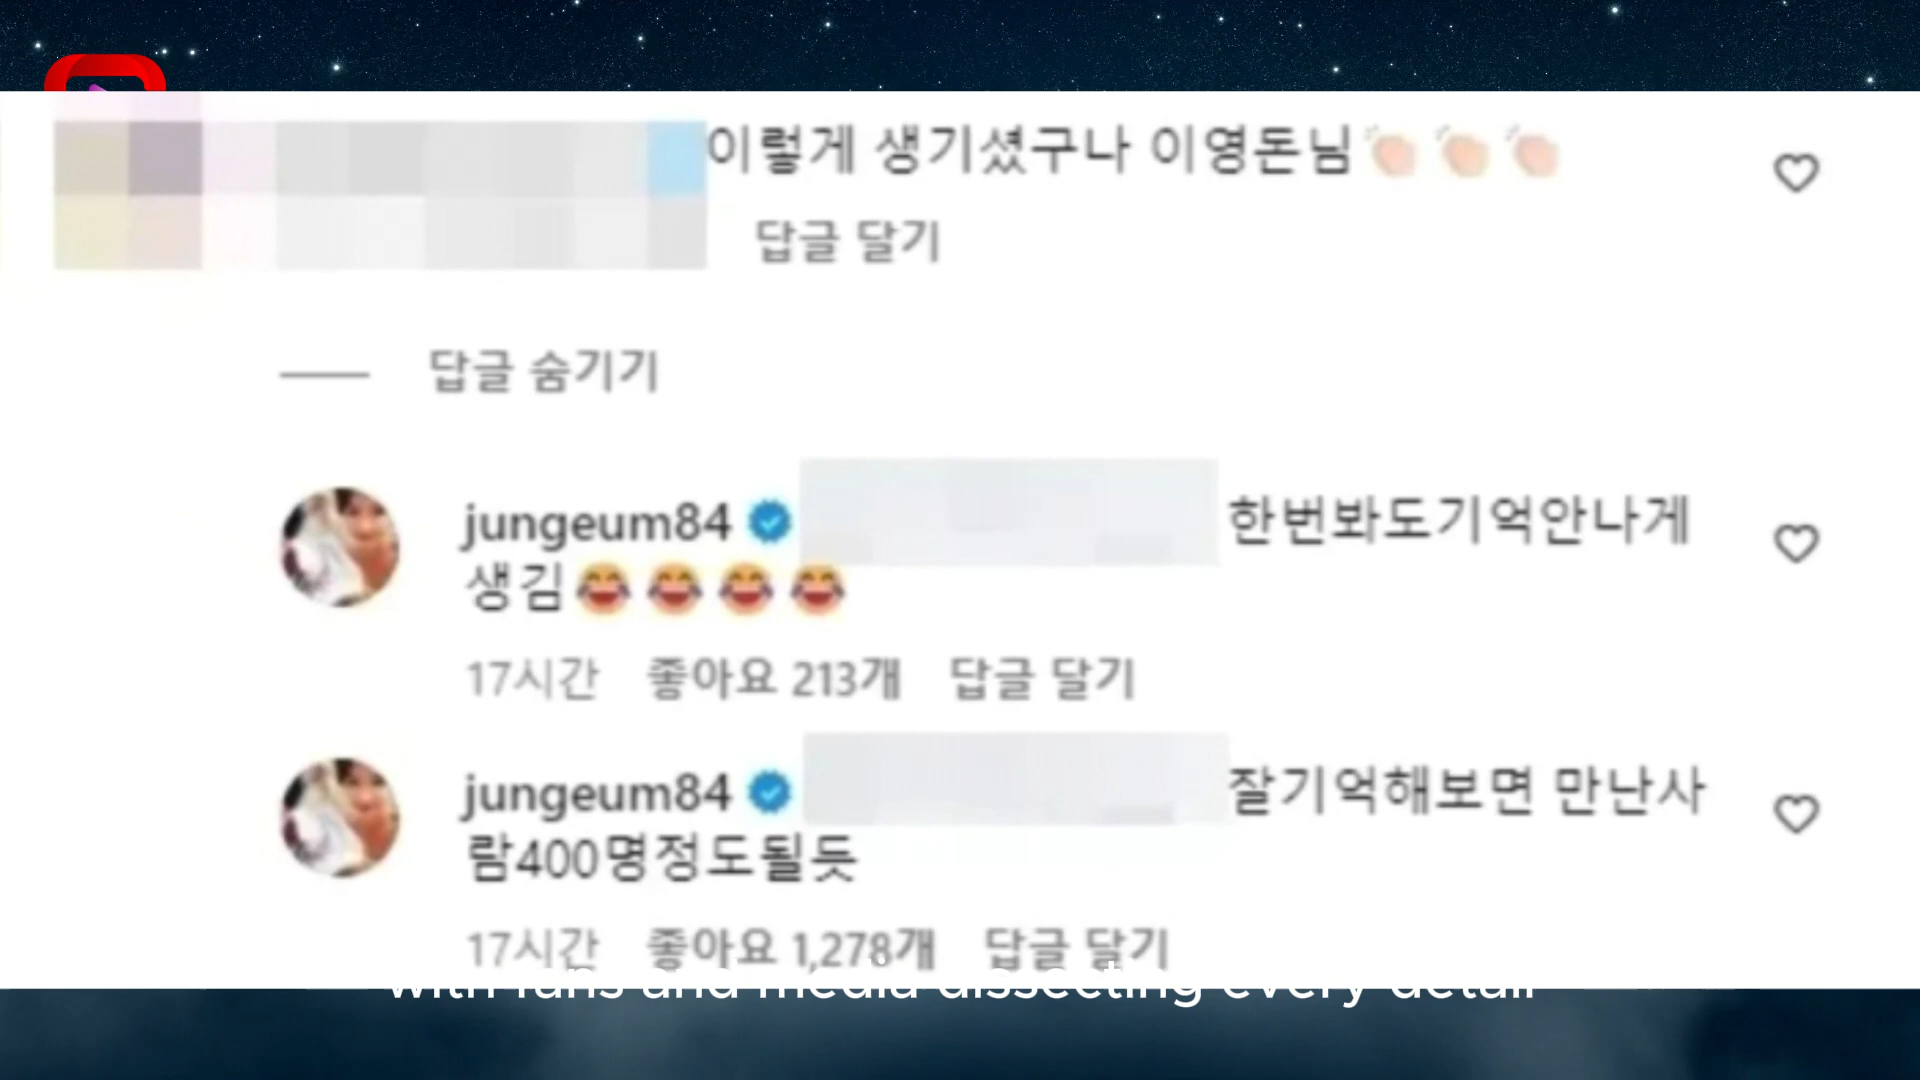 이렇게 생기셨구나 이영돈님👏👏👏
답글 달기
답글 숨기기
jungeum84 한번봐도기억안나게
생김😂😂😂😂
17시간 좋아요 213개 답글 달기
jungeum84 잘기억해보면 만난사
람400명정도될듯
17시간 좋아요 1,278개 답글 달기
with fans and media dissecting every detail